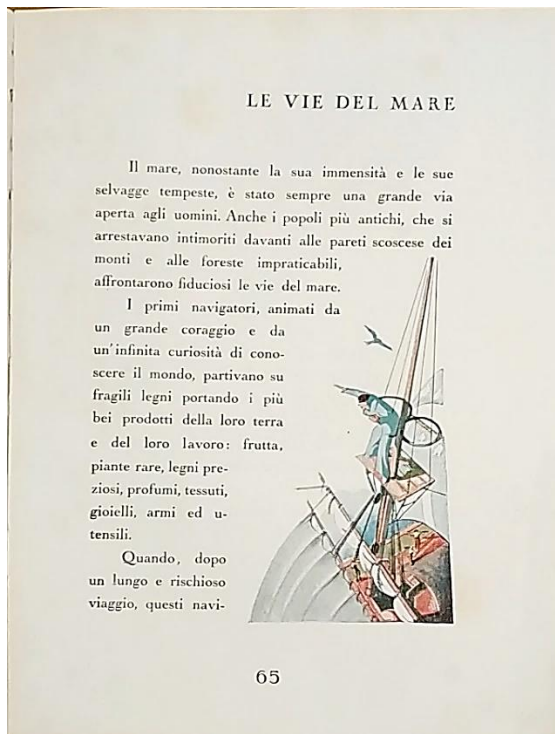 LE VIE DEL MARE
Il mare, nonostante la sua immensità e le sue
selvagge tempeste, è stato sempre una grande via
aperta agli uomini. Anche i popoli più antichi, che si
arrestavano intimoriti davanti alle pareti scoscese dei
monti e alle foreste impraticabili,
affrontarono fiduciosi le vie del mare.
I primi navigatori, animati da
un grande coraggio e da
un'infinita curiosità di cono-
scere il mondo, partivano su
fragili legni portando i più
bei prodotti della loro terra
e del loro lavoro: frutta,
piante rare, legni pre-
ziosi, profumi, tessuti,
gioielli, armi ed u-
tensili.
Quando, dopo
un lungo e rischioso
viaggio, questi navi-
65